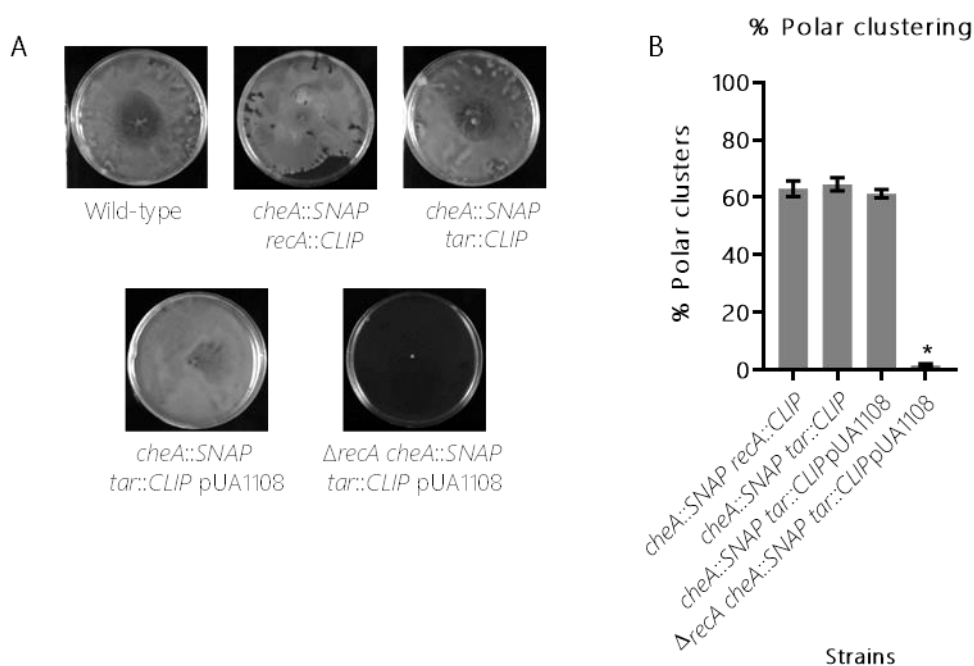 A
Wild-type
cheA::SNAP
recA::CLIP
cheA::SNAP
tar::CLIP
cheA::SNAP
tar::CLIP pUA1108
ΔrecA cheA::SNAP
tar::CLIP pUA1108
B
% Polar clustering
% Polar clusters
100
80
60
40
20
0
*
cheA::SNAP recA::CLIP
cheA::SNAP tar::CLIP
cheA::SNAP tar::CLIP pUA1108
ΔrecA cheA::SNAP tar::CLIP pUA1108
Strains